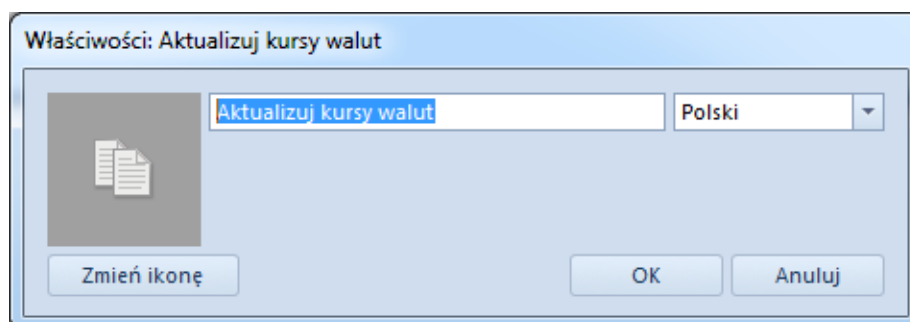 Właściwości: Aktualizuj kursy walut
Aktualizuj kursy walut
Polski
Zmień ikonę
OK
Anuluj